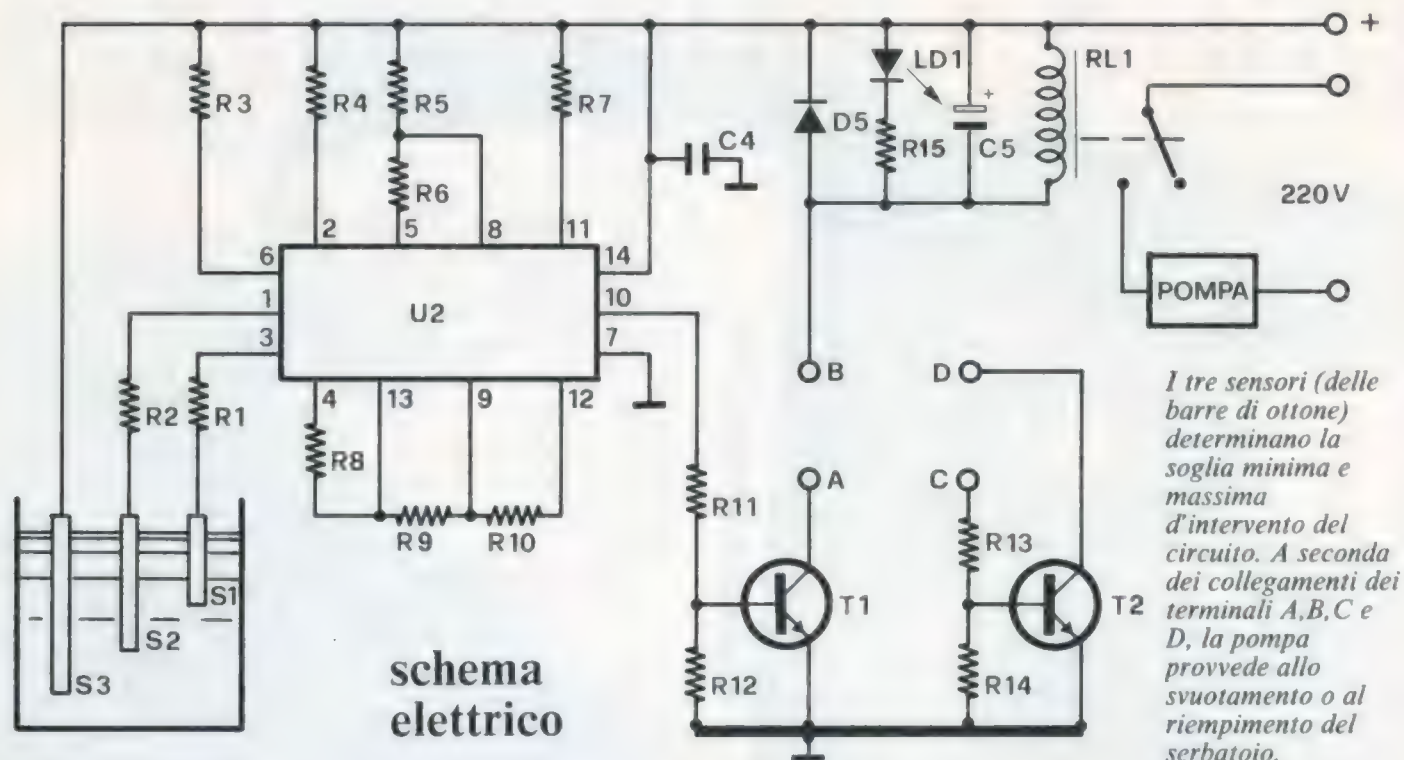 +
R3
R4
R5
R7
LD1
RL1
D5
+
C4
R15
C5
R6
220V
2
5
8
11
6
14
1
U2
10
3
7
POMPA
4
13
9
12
B
D
R2
R1
R8
R9
R10
R11
A
C
R13
S1
S2
S3
T1
T2
R12
R14
schema
elettrico
I tre sensori (delle
barre di ottone)
determinano la
soglia minima e
massima
d'intervento del
circuito. A seconda
dei collegamenti dei
terminali A,B,C e
D, la pompa
provvede allo
svuotamento o al
riempimento del
serbatoio.